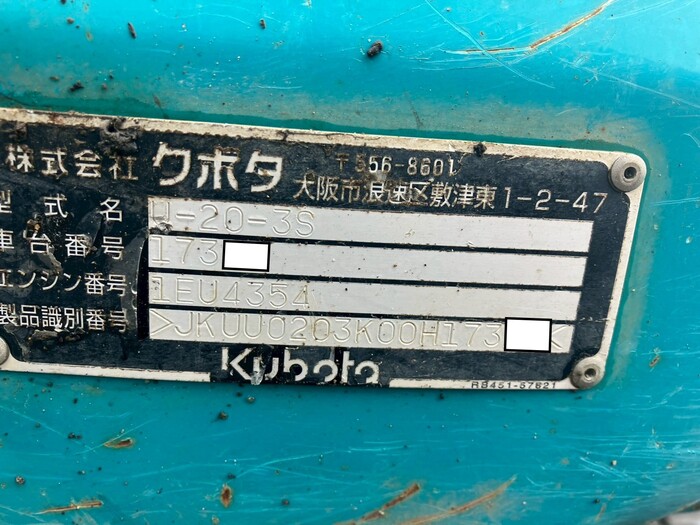 株式会社 クボタ 〒556-8601
大阪市浪速区敷津東1-2-47
型式名 U-20-3S
車台番号 173
エンジン番号 1EU4354
製品識別番号 >JKUU0203K00H173<
Kubota
RB451-57821